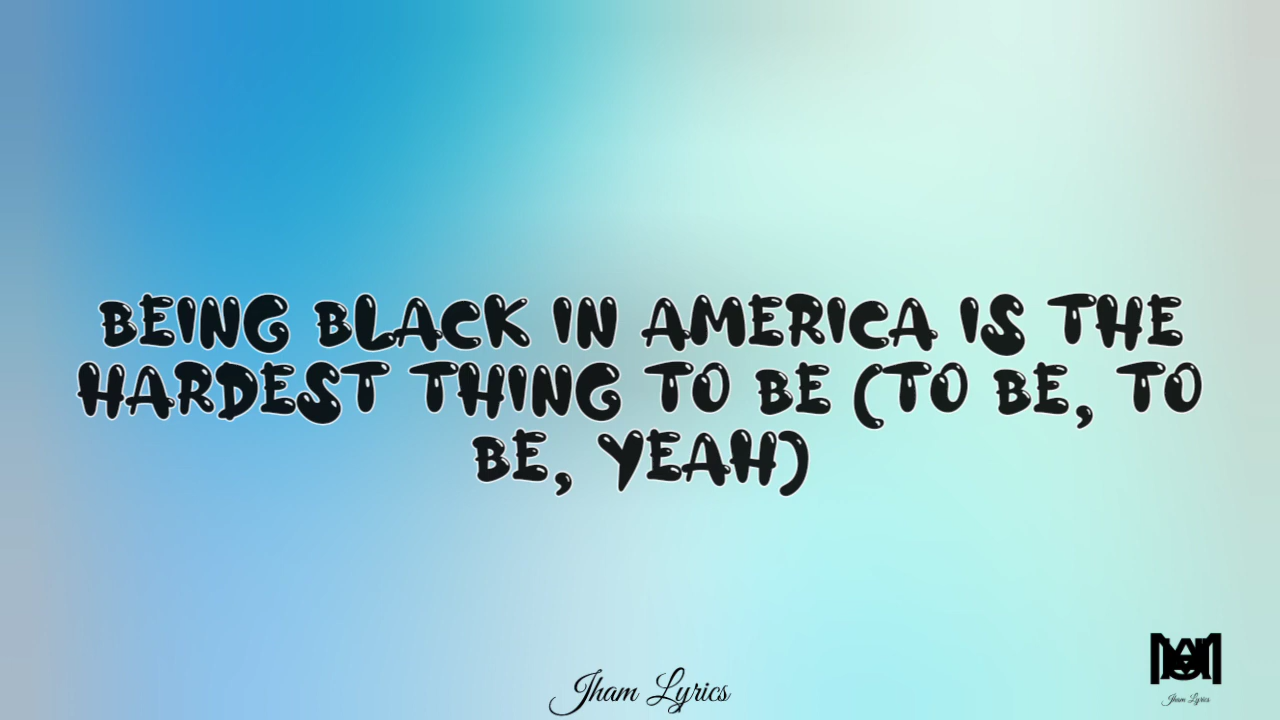 BEING BLACK IN AMERICA IS THE
HARDEST THING TO BE (TO BE, TO
BE, YEAH)
Jham Lyrics
Jham Lyrics